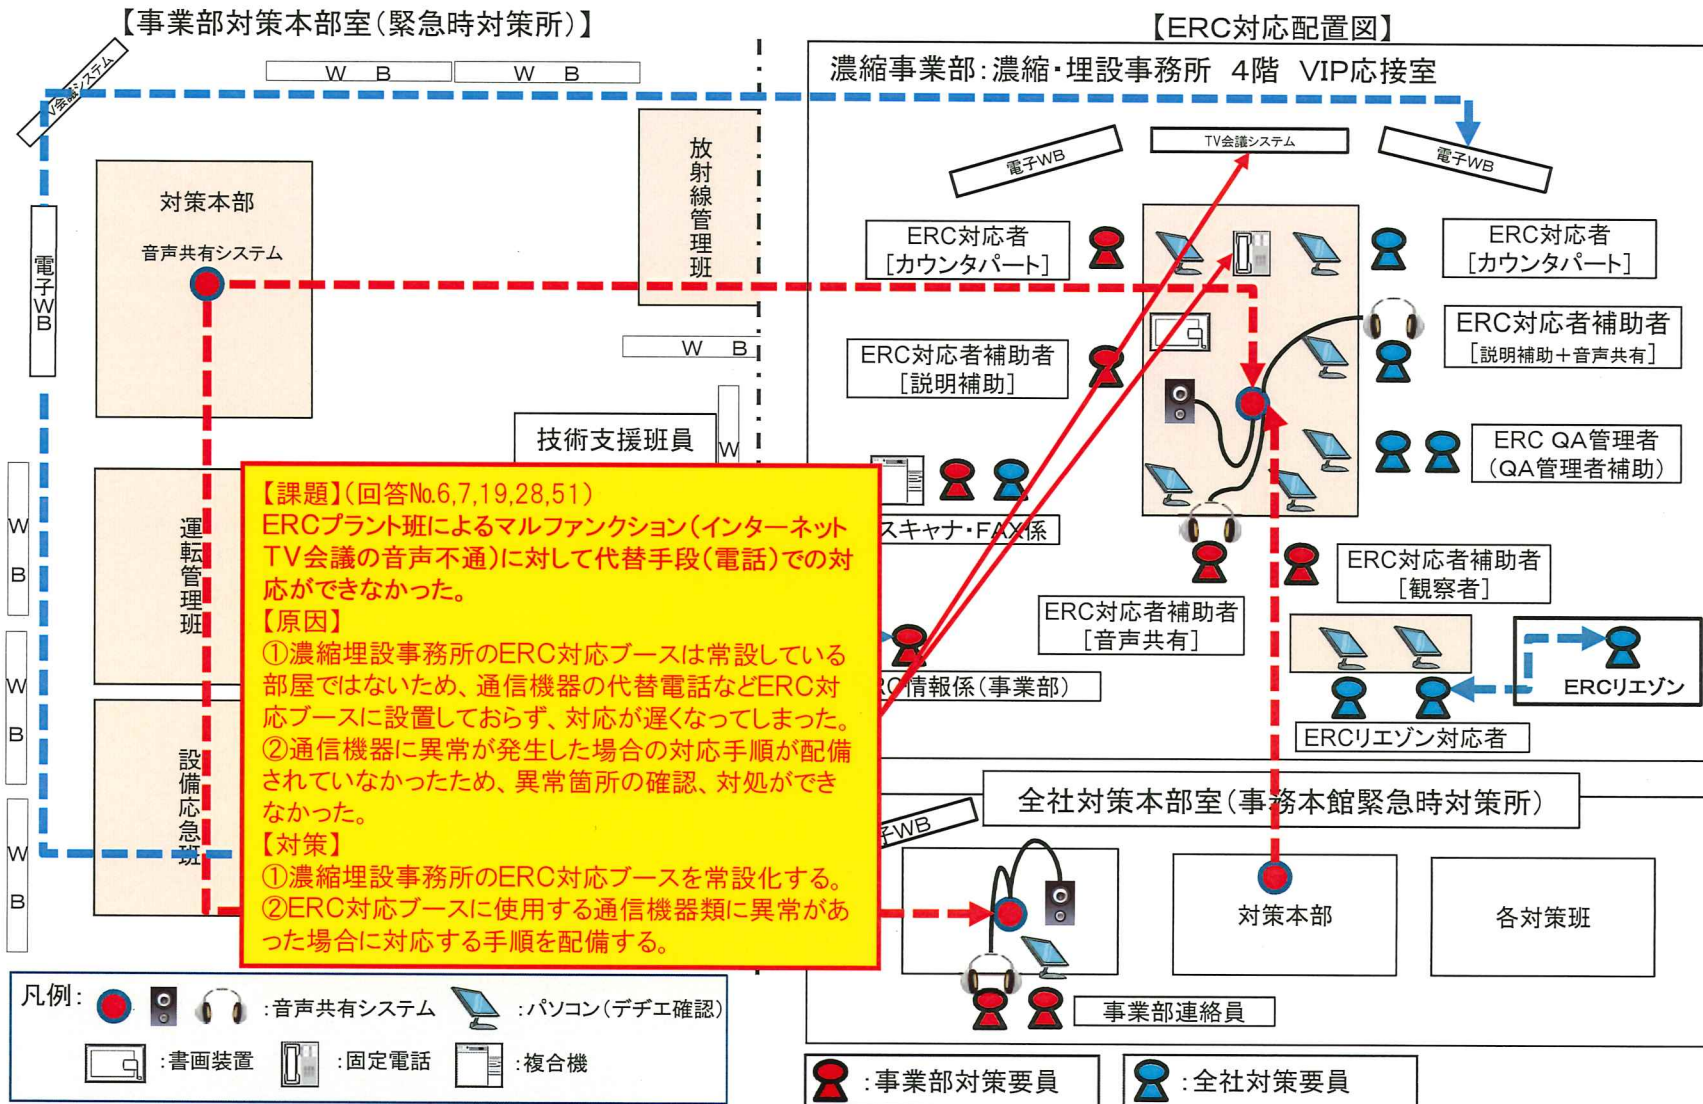 【事業部対策本部室（緊急時対策所）】
W B
W B
TV会議システム
電子WB
対策本部
音声共有システム
放射線管理班
W B
技術支援班員
W
W B
W B
W B
運転管理班
設備応急班
【ERC対応配置図】
濃縮事業部：濃縮・埋設事務所 4階 VIP応接室
電子WB
TV会議システム
電子WB
ERC対応者
［カウンタパート］
ERC対応者
［カウンタパート］
ERC対応者補助者
［説明補助］
ERC対応者補助者
［説明補助＋音声共有］
ERC QA管理者
（QA管理者補助）
スキャナ・FAX係
ERC対応者補助者
［音声共有］
ERC対応者補助者
［観察者］
情報係（事業部）
ERCリエゾン
ERCリエゾン対応者
【課題】（回答№6,7,19,28,51）
ERCプラント班によるマルファンクション（インターネット
TV会議の音声不通）に対して代替手段（電話）での対
応ができなかった。
【原因】
①濃縮埋設事務所のERC対応ブースは常設している
部屋ではないため、通信機器の代替電話などERC対
応ブースに設置しておらず、対応が遅くなってしまった。
②通信機器に異常が発生した場合の対応手順が配備
されていなかったため、異常箇所の確認、対処ができ
なかった。
【対策】
①濃縮埋設事務所のERC対応ブースを常設化する。
②ERC対応ブースに使用する通信機器類に異常があ
った場合に対応する手順を配備する。
全社対策本部室（事務本館緊急時対策所）
子WB
対策本部
各対策班
事業部連絡員
凡例：
：音声共有システム
：パソコン（デヂエ確認）
：書画装置
：固定電話
：複合機
：事業部対策要員
：全社対策要員